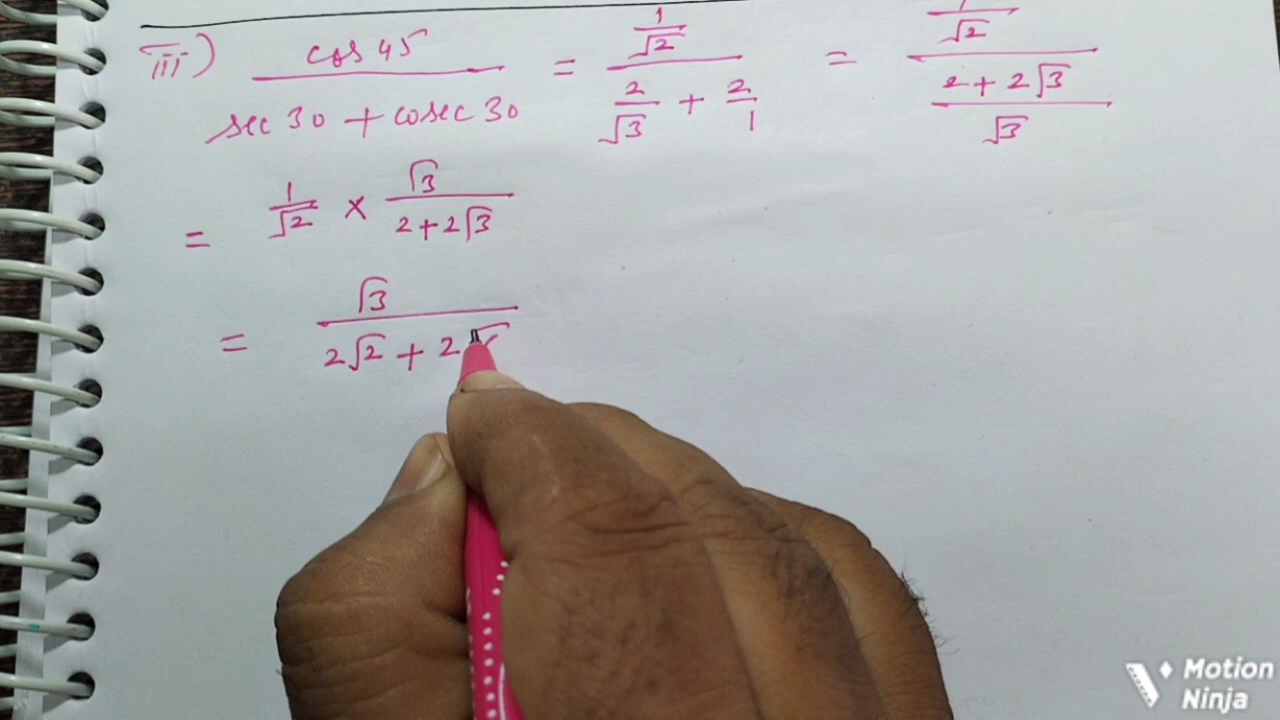 III) cos 45 / sec 30 + cosec 30 = 1/√2 / 2/√3 + 2/1 = 1/√2 / 2 + 2√3 / √3
= 1/√2 × √3 / 2+2√3
= √3 / 2√2 + 2√
Motion
Ninja